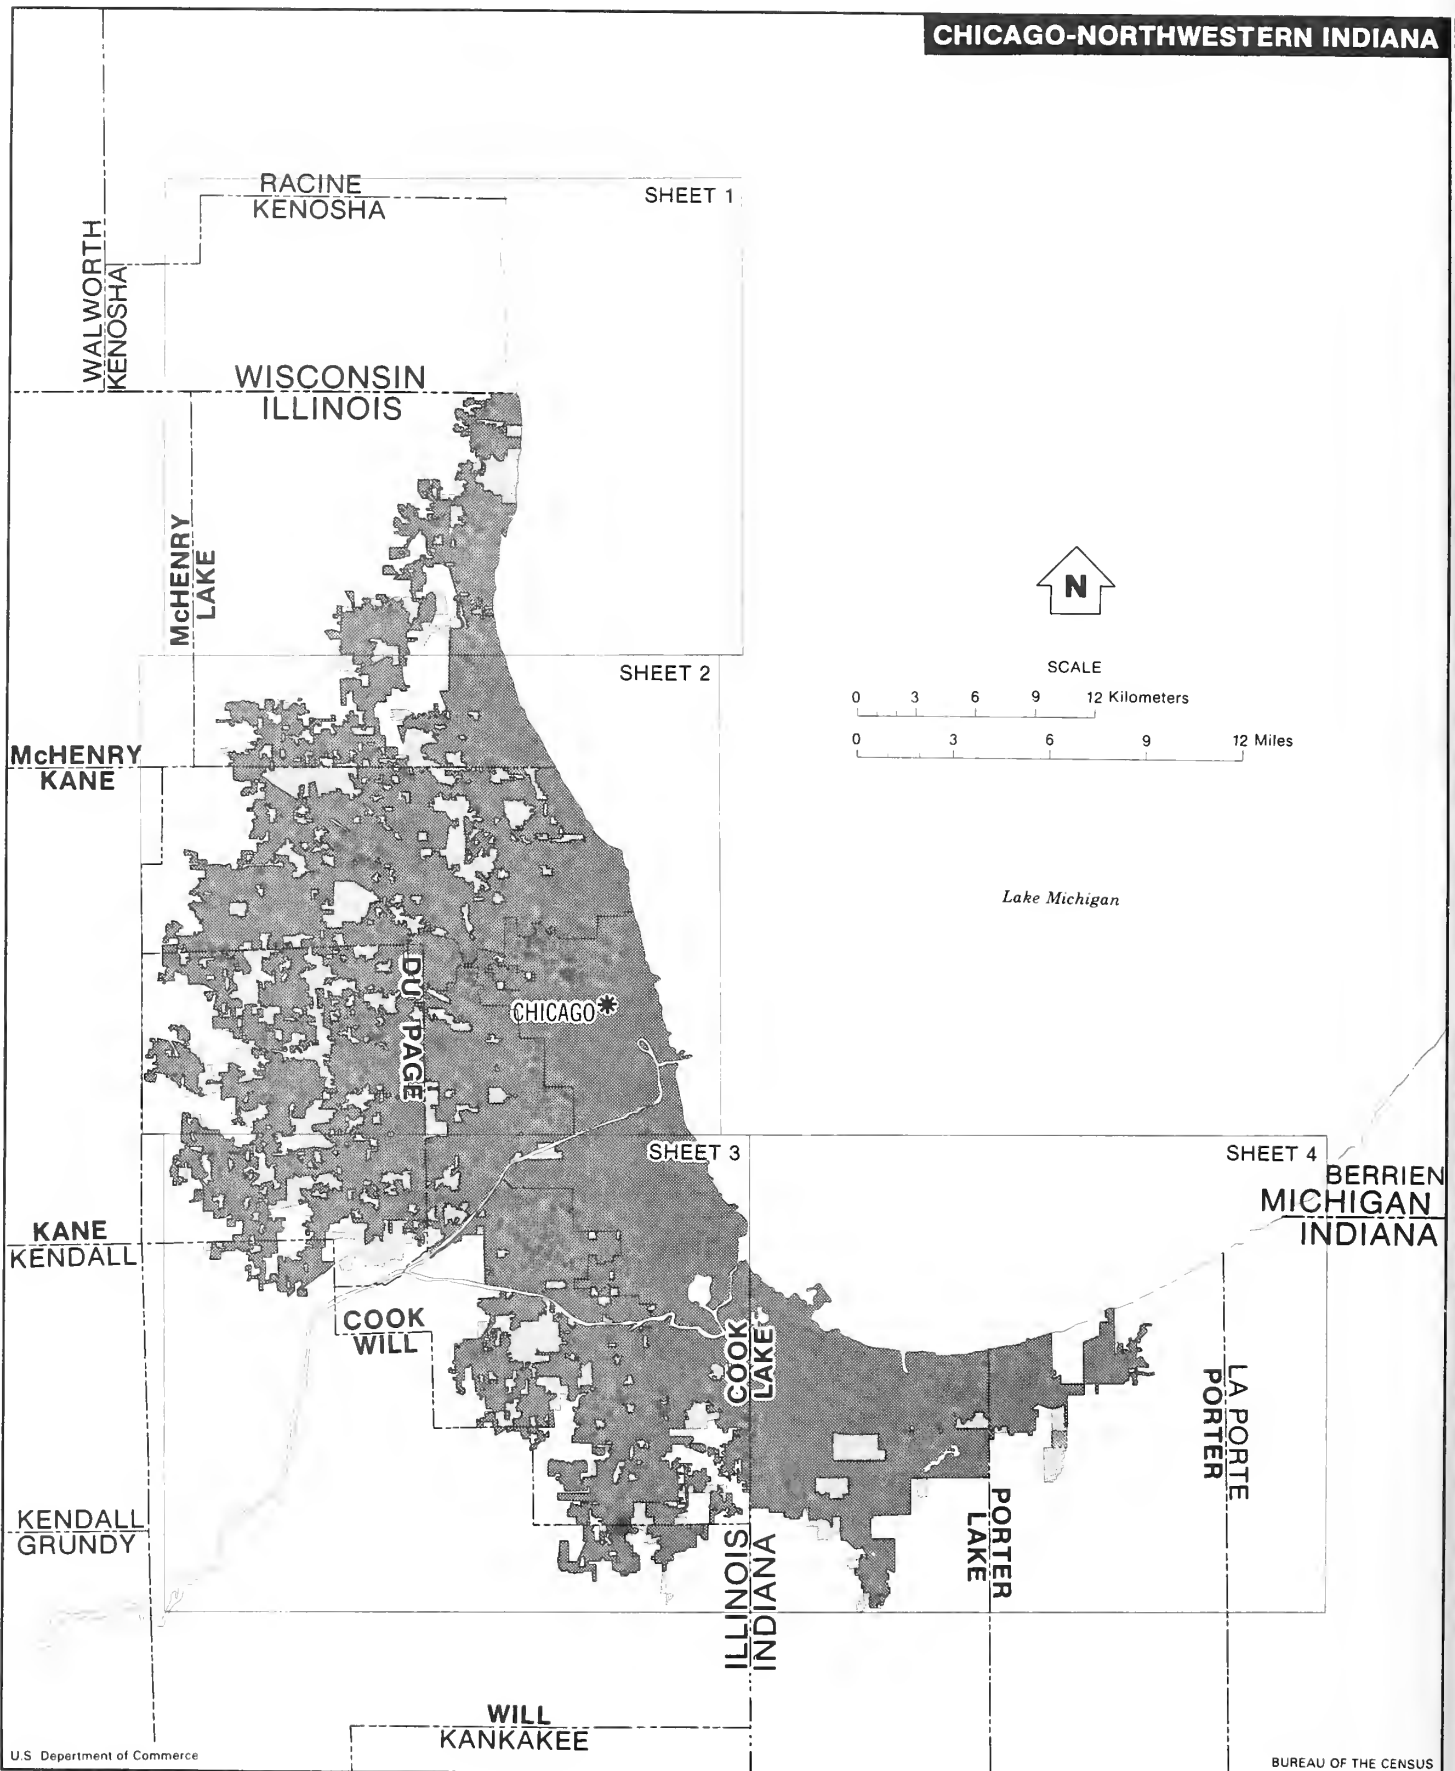 CHICAGO-NORTHWESTERN INDIANA
RACINE
KENOSHA
SHEET 1
WALWORTH
KENOSHA
WISCONSIN
ILLINOIS
McHENRY
LAKE
N
SHEET 2
SCALE
0 3 6 9 12 Kilometers
0 3 6 9 12 Miles
McHENRY
KANE
Lake Michigan
DU PAGE
CHICAGO
SHEET 3
SHEET 4
BERRIEN
MICHIGAN
INDIANA
KANE
KENDALL
COOK
WILL
COOK
LAKE
LA PORTE
PORTER
KENDALL
GRUNDY
PORTER
LAKE
ILLINOIS
INDIANA
WILL
KANKAKEE
U.S Department of Commerce
BUREAU OF THE CENSUS